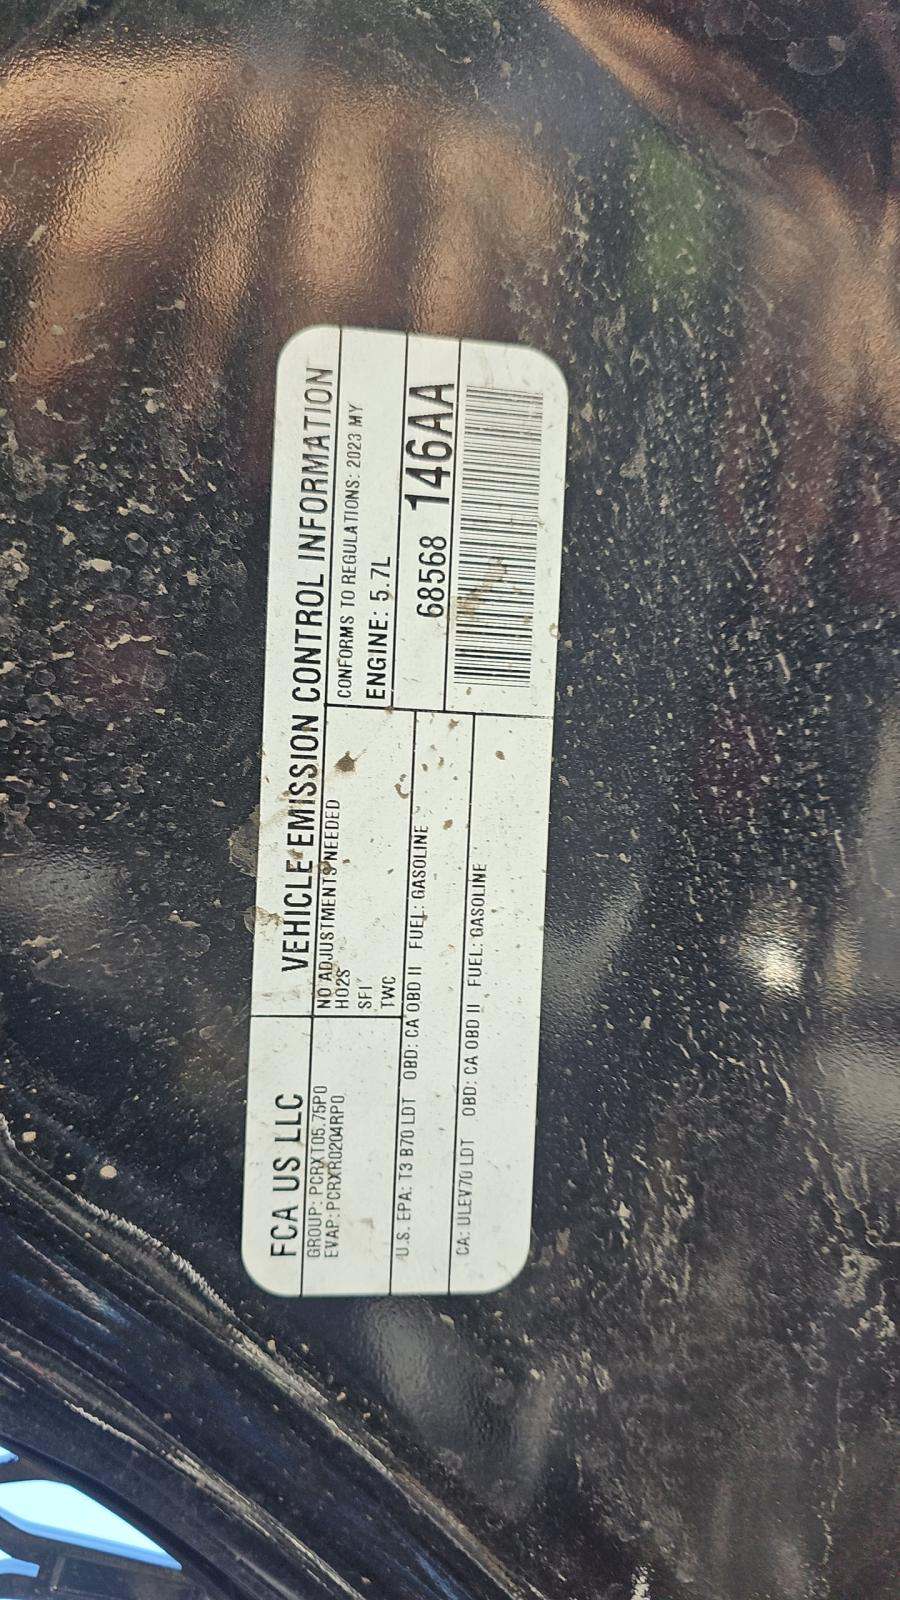 FCA US LLC
VEHICLE EMISSION CONTROL INFORMATION
GROUP: PCRXT05.75P0
EVAP: PCRXR0204RP0
NO ADJUSTMENTS NEEDED
HO2S
SFI
TWC
CONFORMS TO REGULATIONS: 2023 MY
ENGINE: 5.7L
U.S. EPA: T3 B70 LDT OBD: CA OBD II FUEL: GASOLINE
68568 146AA
CA: ULEV70 LDT OBD: CA OBD II FUEL: GASOLINE